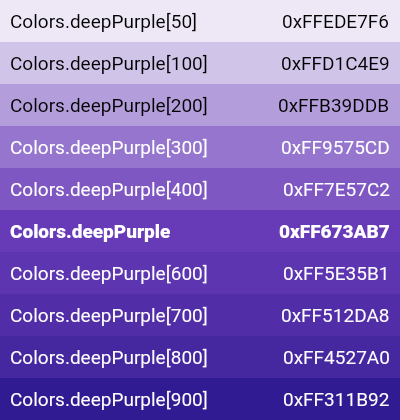 Colors.deepPurple[50] 0xFFEDE7F6
Colors.deepPurple[100] 0xFFD1C4E9
Colors.deepPurple[200] 0xFFB39DDB
Colors.deepPurple[300] 0xFF9575CD
Colors.deepPurple[400] 0xFF7E57C2
Colors.deepPurple 0xFF673AB7
Colors.deepPurple[600] 0xFF5E35B1
Colors.deepPurple[700] 0xFF512DA8
Colors.deepPurple[800] 0xFF4527A0
Colors.deepPurple[900] 0xFF311B92